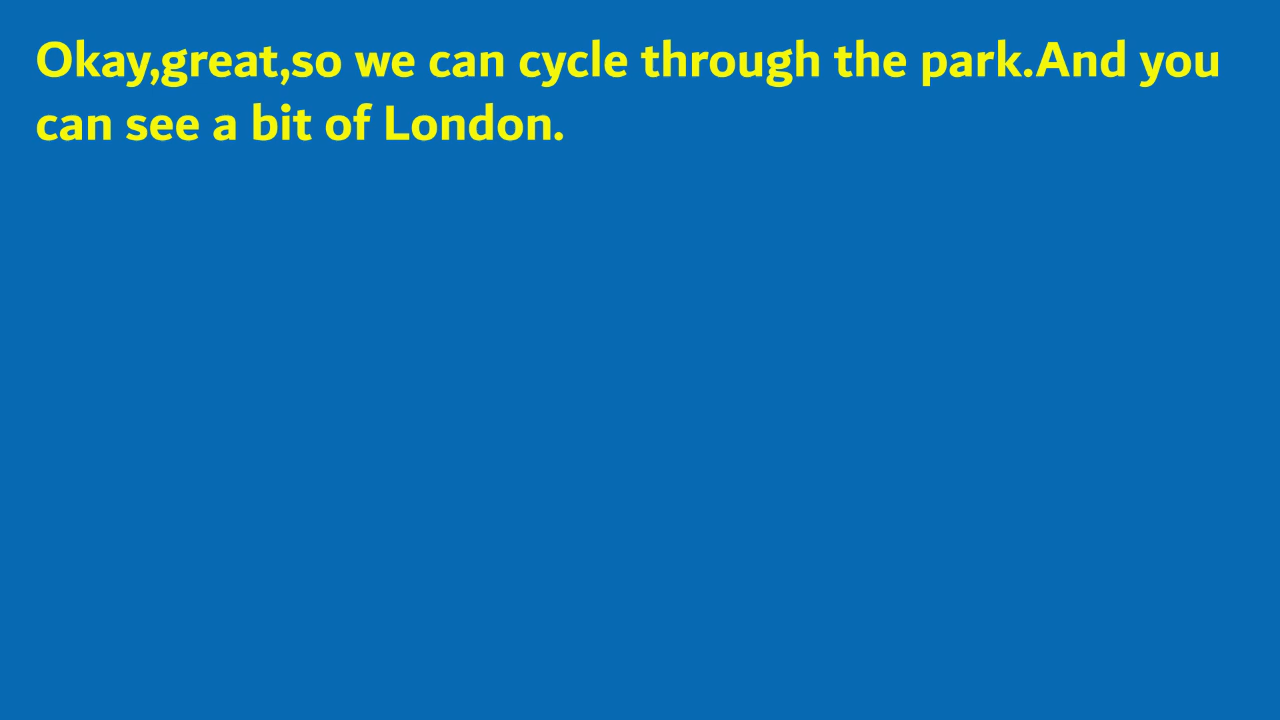 Okay,great,so we can cycle through the park.And you
can see a bit of London.